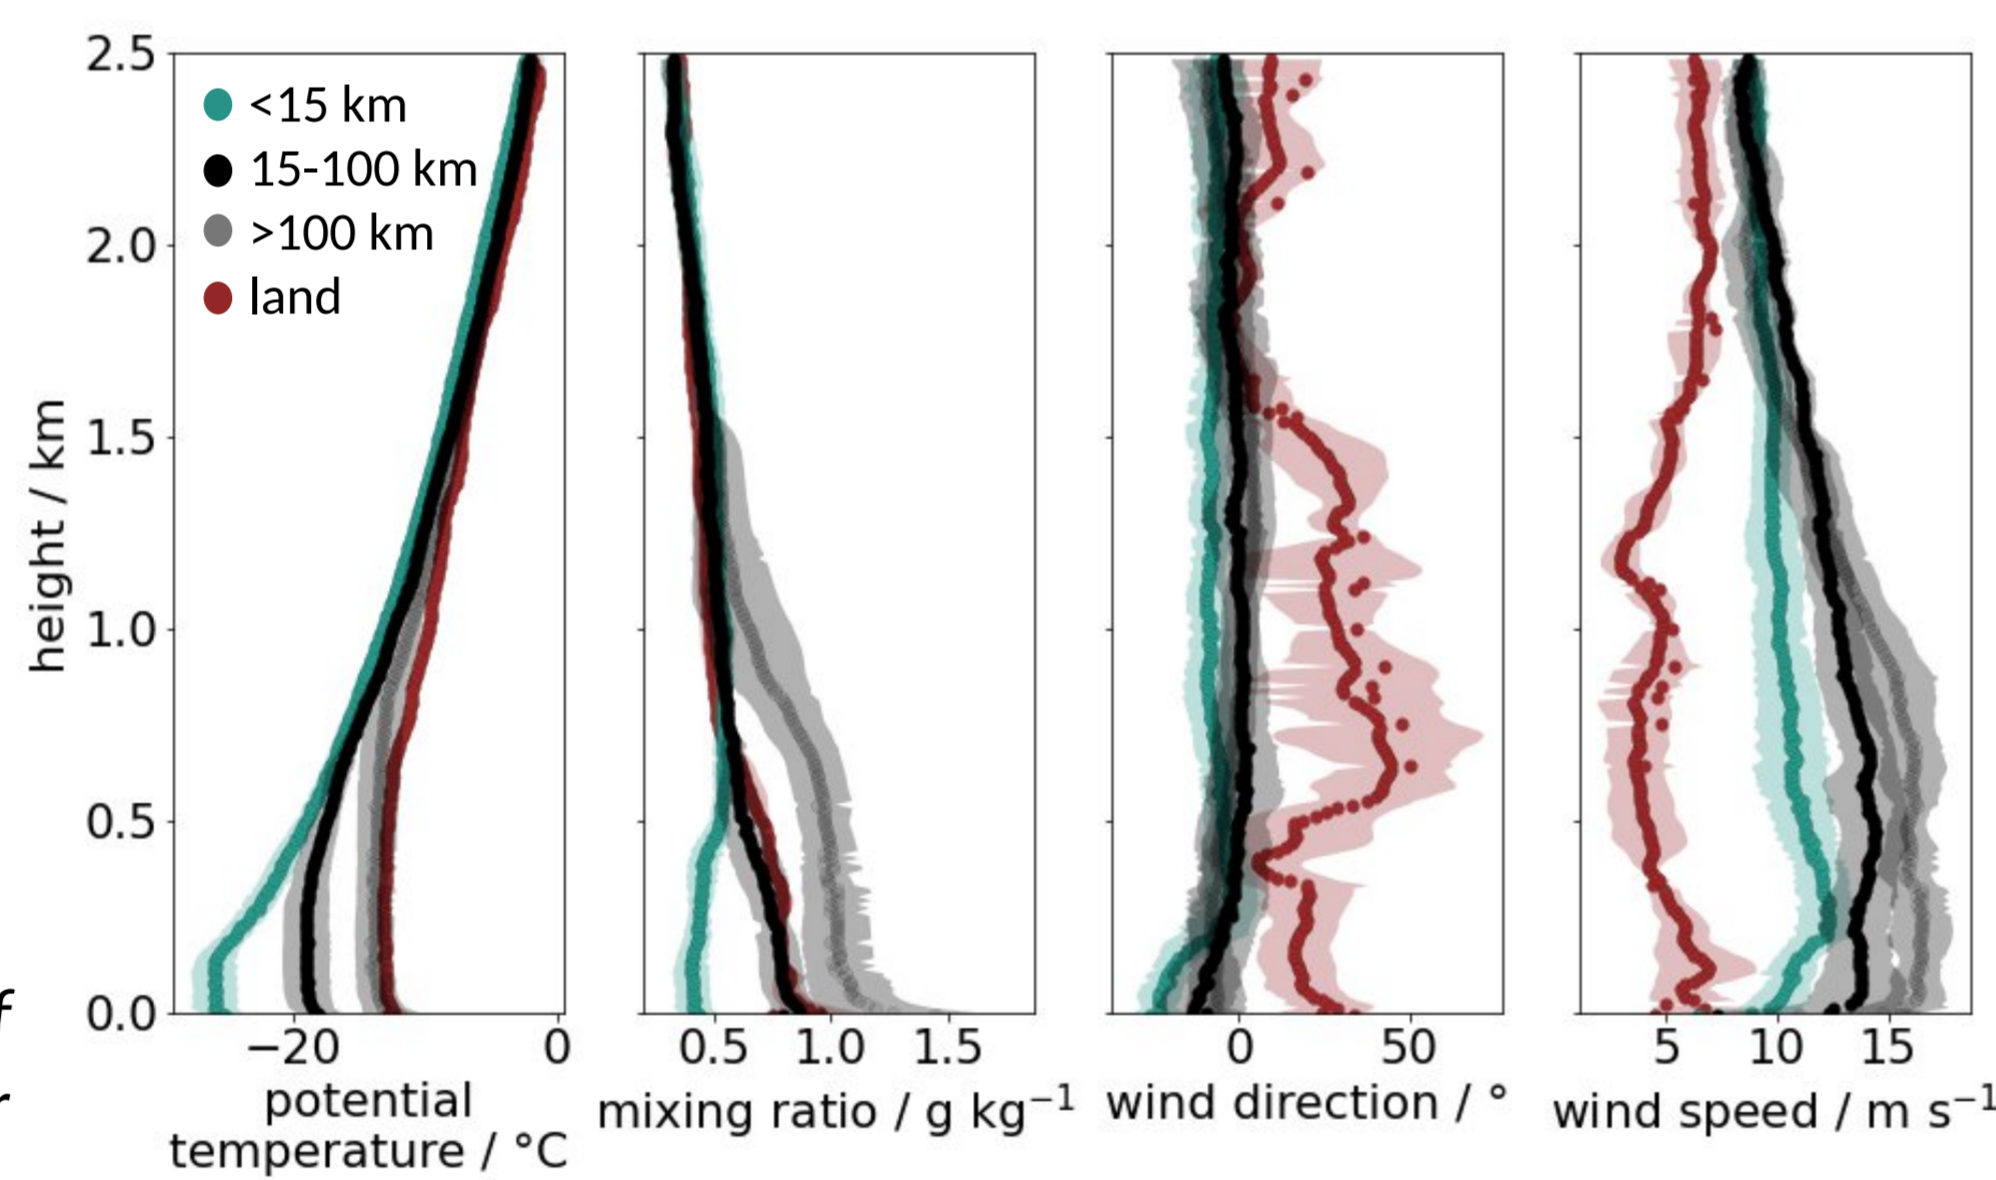 2.5
2.0
1.5
1.0
0.5
0.0
height / km
<15 km
15-100 km
>100 km
land
−20 0
potential
temperature / °C
0.5 1.0 1.5
mixing ratio / g kg⁻¹
0 50
wind direction / °
5 10 15
wind speed / m s⁻¹
f
r